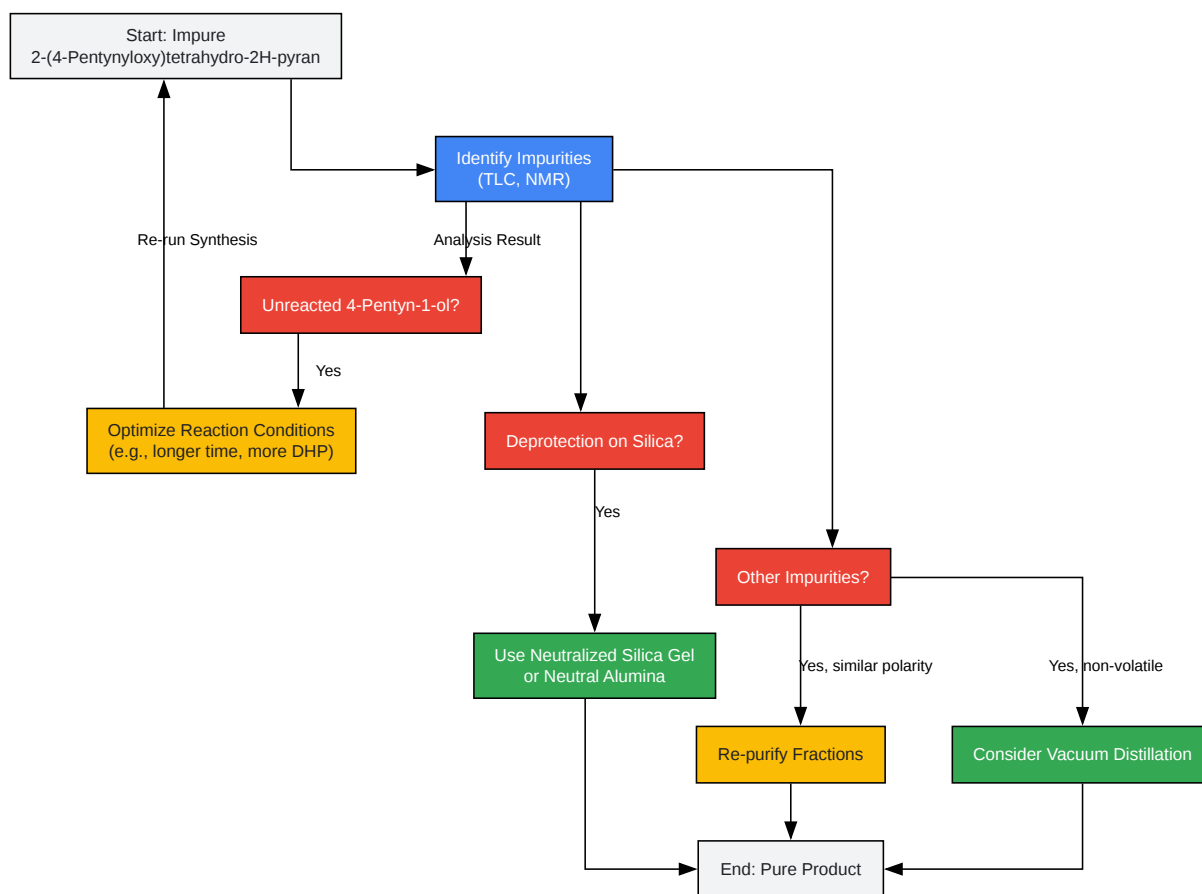 Start: Impure
2-(4-Pentynyloxy)tetrahydro-2H-pyran
Identify Impurities
(TLC, NMR)
Re-run Synthesis
Analysis Result
Unreacted 4-Pentyn-1-ol?
Yes
Optimize Reaction Conditions
(e.g., longer time, more DHP)
Deprotection on Silica?
Yes
Other Impurities?
Use Neutralized Silica Gel
or Neutral Alumina
Yes, similar polarity
Yes, non-volatile
Re-purify Fractions
Consider Vacuum Distillation
End: Pure Product